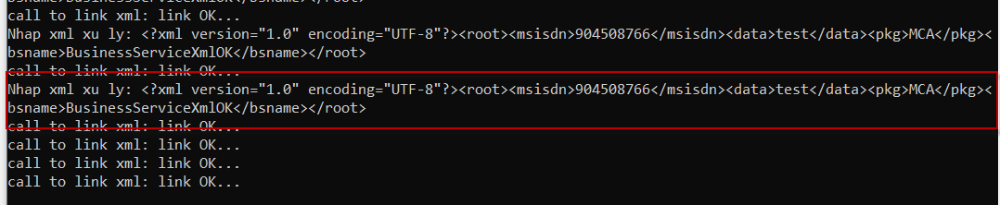 call to link xml: link OK...
Nhap xml xu ly: <?xml version="1.0" encoding="UTF-8"?><root><msisdn>904508766</msisdn><data>test</data><pkg>MCA</pkg><
bsname>BusinessServiceXmlOK</bsname></root>
call to link xml: link OK...
Nhap xml xu ly: <?xml version="1.0" encoding="UTF-8"?><root><msisdn>904508766</msisdn><data>test</data><pkg>MCA</pkg><
bsname>BusinessServiceXmlOK</bsname></root>
call to link xml: link OK...
call to link xml: link OK...
call to link xml: link OK...
call to link xml: link OK...